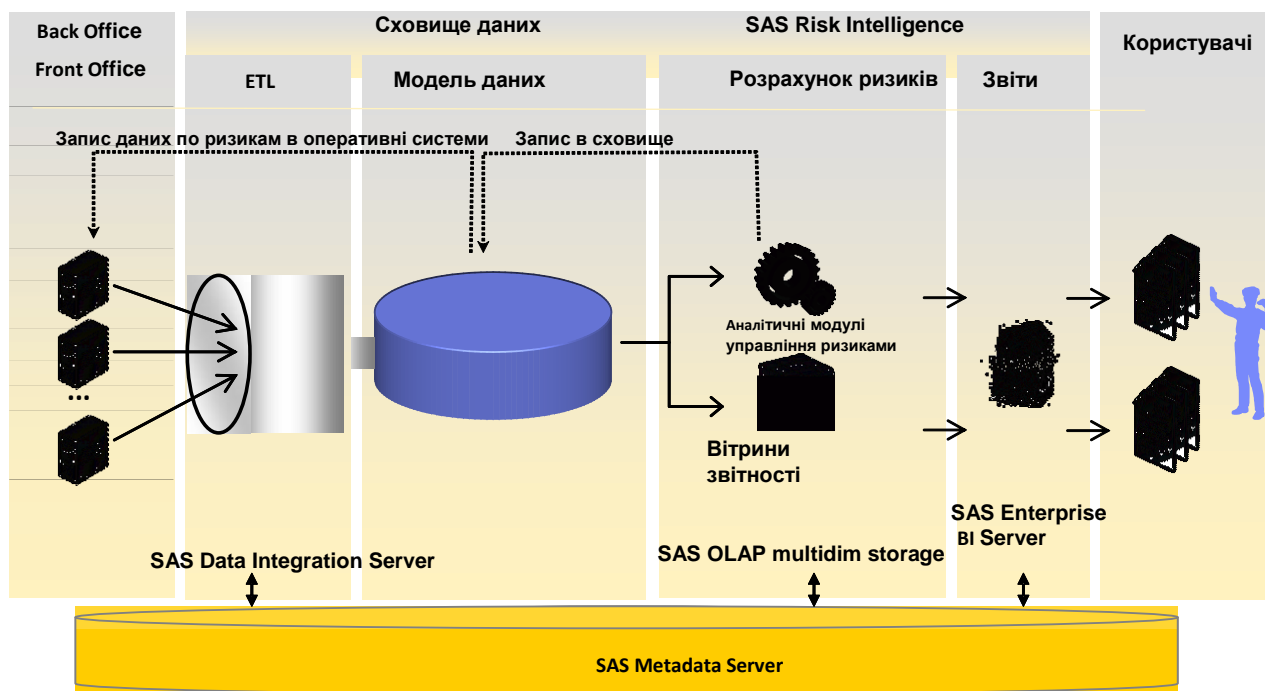 Back Office
Front Office
Сховище даних
SAS Risk Intelligence
Користувачі
ETL
Модель даних
Розрахунок ризиків
Звіти
Запис даних по ризикам в оперативні системи
Запис в сховище
...
Аналітичні модулі
управління ризиками
Вітрини
звітності
SAS Data Integration Server
SAS OLAP multidim storage
SAS Enterprise
BI Server
SAS Metadata Server